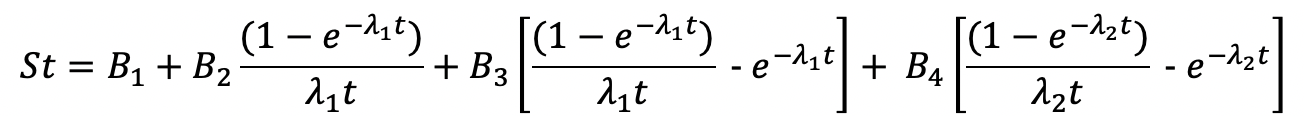 St = B₁ + B₂ (1 − e^{−λ₁t})/λ₁t + B₃ [(1 − e^{−λ₁t})/λ₁t - e^{−λ₁t}] + B₄ [(1 − e^{−λ₂t})/λ₂t - e^{−λ₂t}]